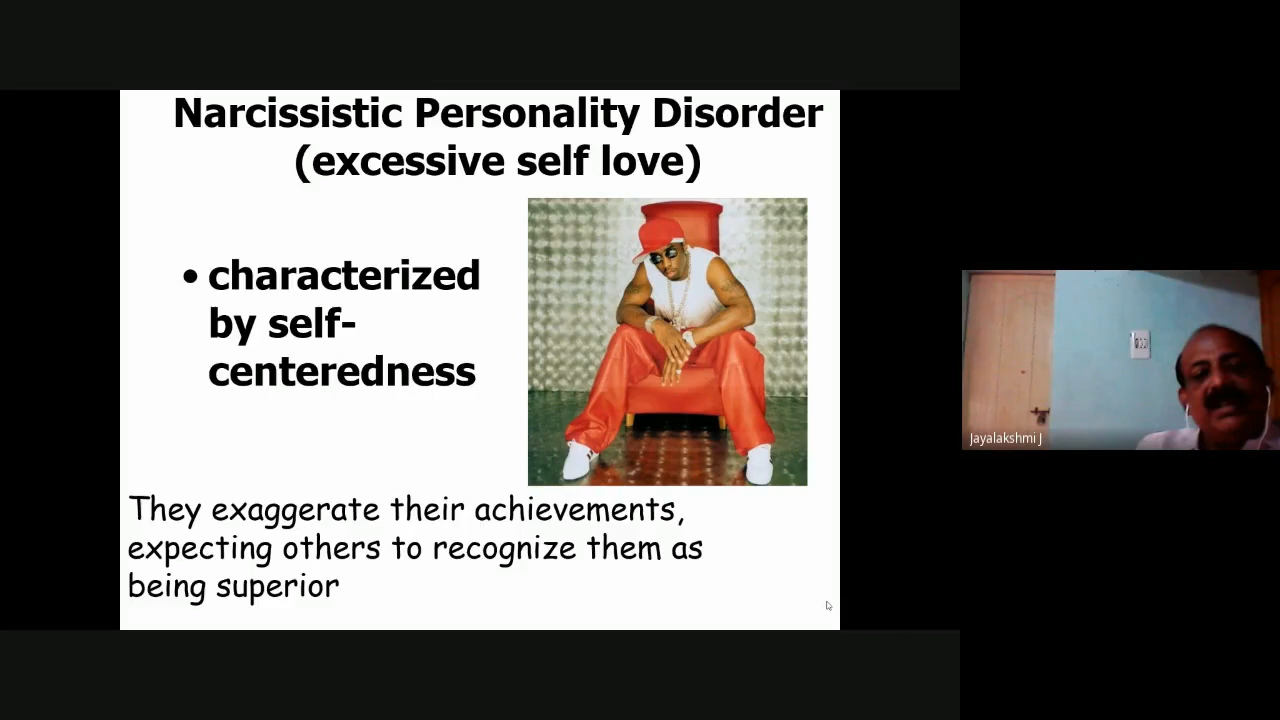 Narcissistic Personality Disorder
(excessive self love)
• characterized
by self-
centeredness
They exaggerate their achievements,
expecting others to recognize them as
being superior
Jayalakshmi J